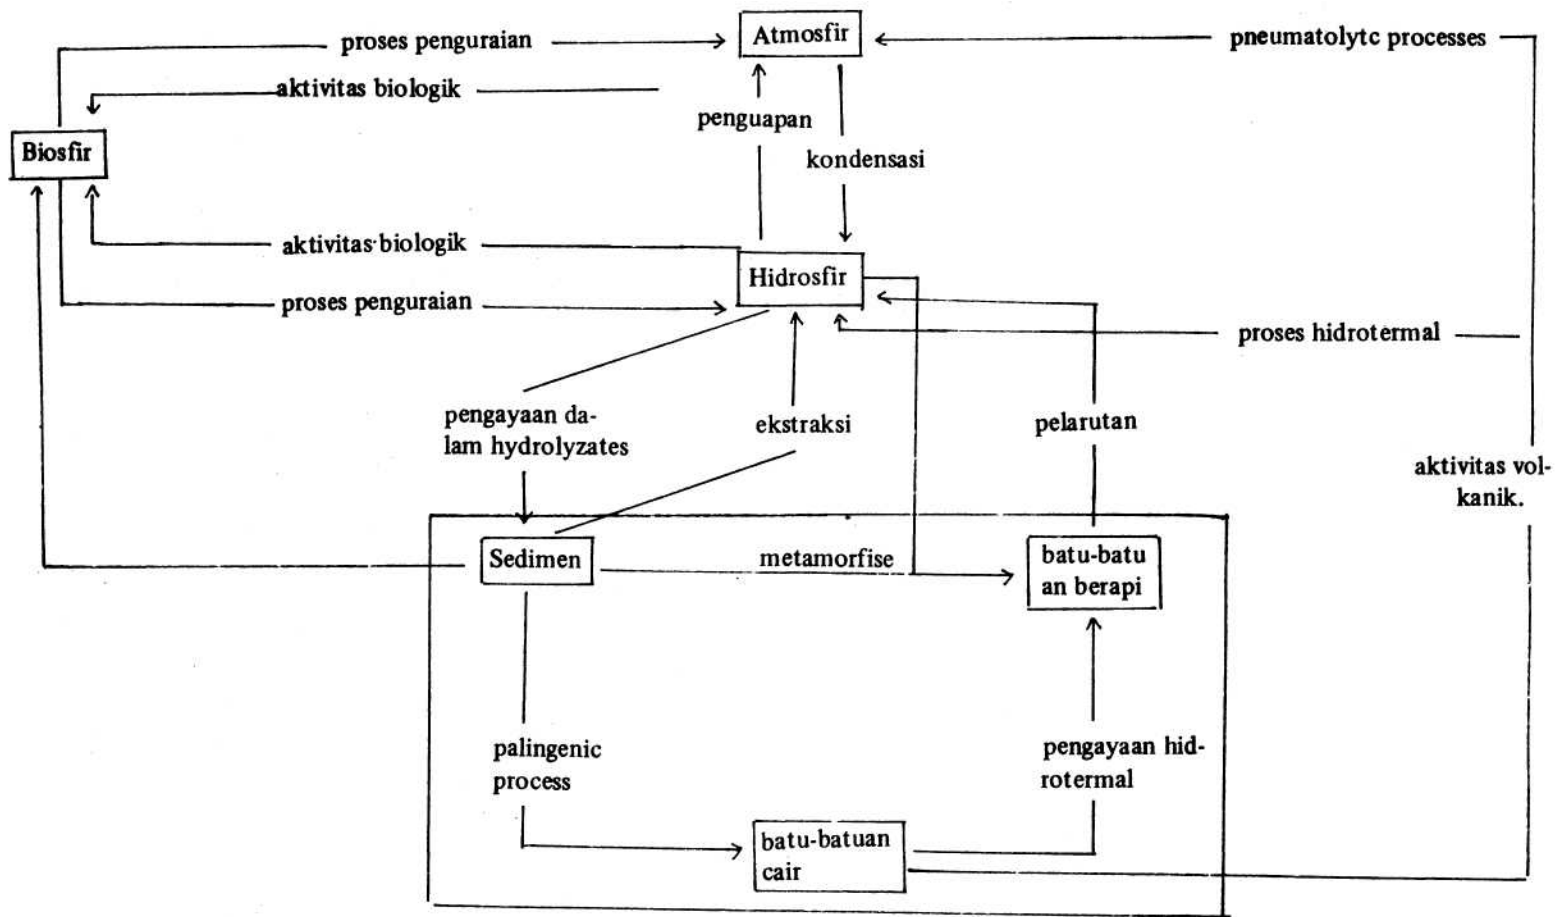 proses penguraian
Atmosfir
pneumatolytc processes
aktivitas biologik
penguapan
Biosfir
kondensasi
aktivitas biologik
Hidrosfir
proses penguraian
proses hidrotermal
pengayaan da-
lam hydrolyzates
ekstraksi
pelarutan
aktivitas vol-
kanik.
Sedimen
metamorfise
batu-batu
an berapi
palingenic
process
pengayaan hid-
rotermal
batu-batuan
cair